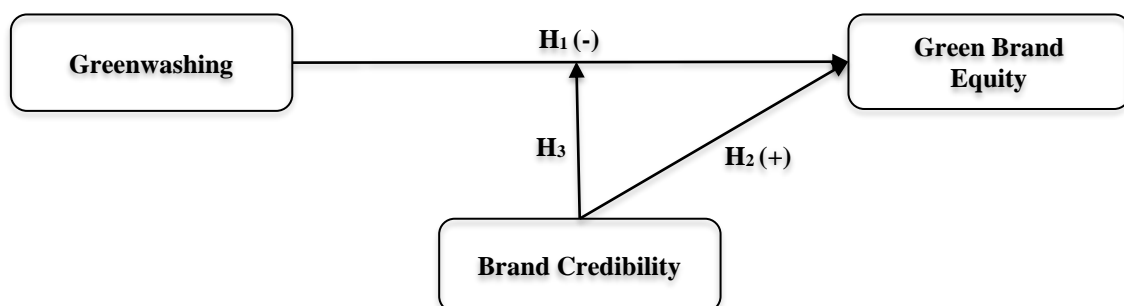 H₁ (-)
Greenwashing
Green Brand
Equity
H₃
H₂ (+)
Brand Credibility